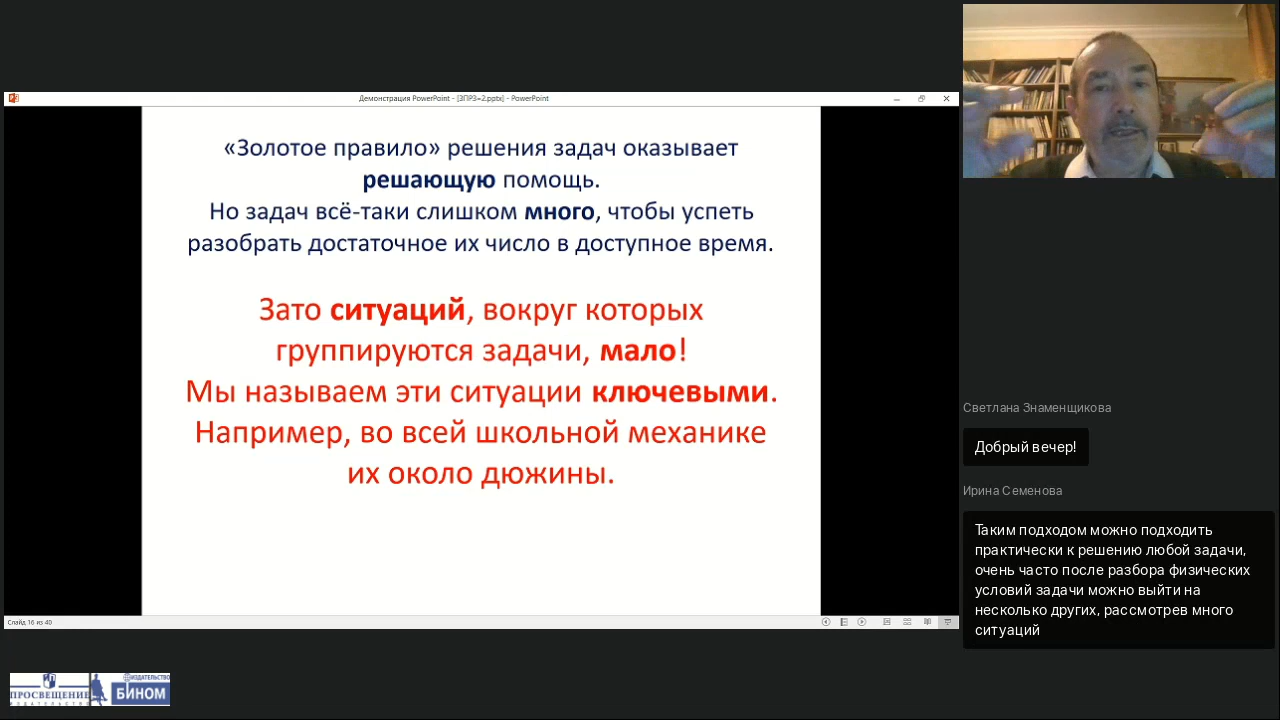 Демонстрация PowerPoint - [ЗПРЗ=2.pptx] - PowerPoint
«Золотое правило» решения задач оказывает
решающую помощь.
Но задач всё-таки слишком много, чтобы успеть
разобрать достаточное их число в доступное время.
Зато ситуаций, вокруг которых
группируются задачи, мало!
Мы называем эти ситуации ключевыми.
Например, во всей школьной механике
их около дюжины.
Слайд 16 из 40
Светлана Знаменщикова
Добрый вечер!
Ирина Семенова
Таким подходом можно подходить
практически к решению любой задачи,
очень часто после разбора физических
условий задачи можно выйти на
несколько других, рассмотрев много
ситуаций
ПРОСВЕЩЕНИЕ
ИЗДАТЕЛЬСТВО
ИЗДАТЕЛЬСТВО
БИНОМ